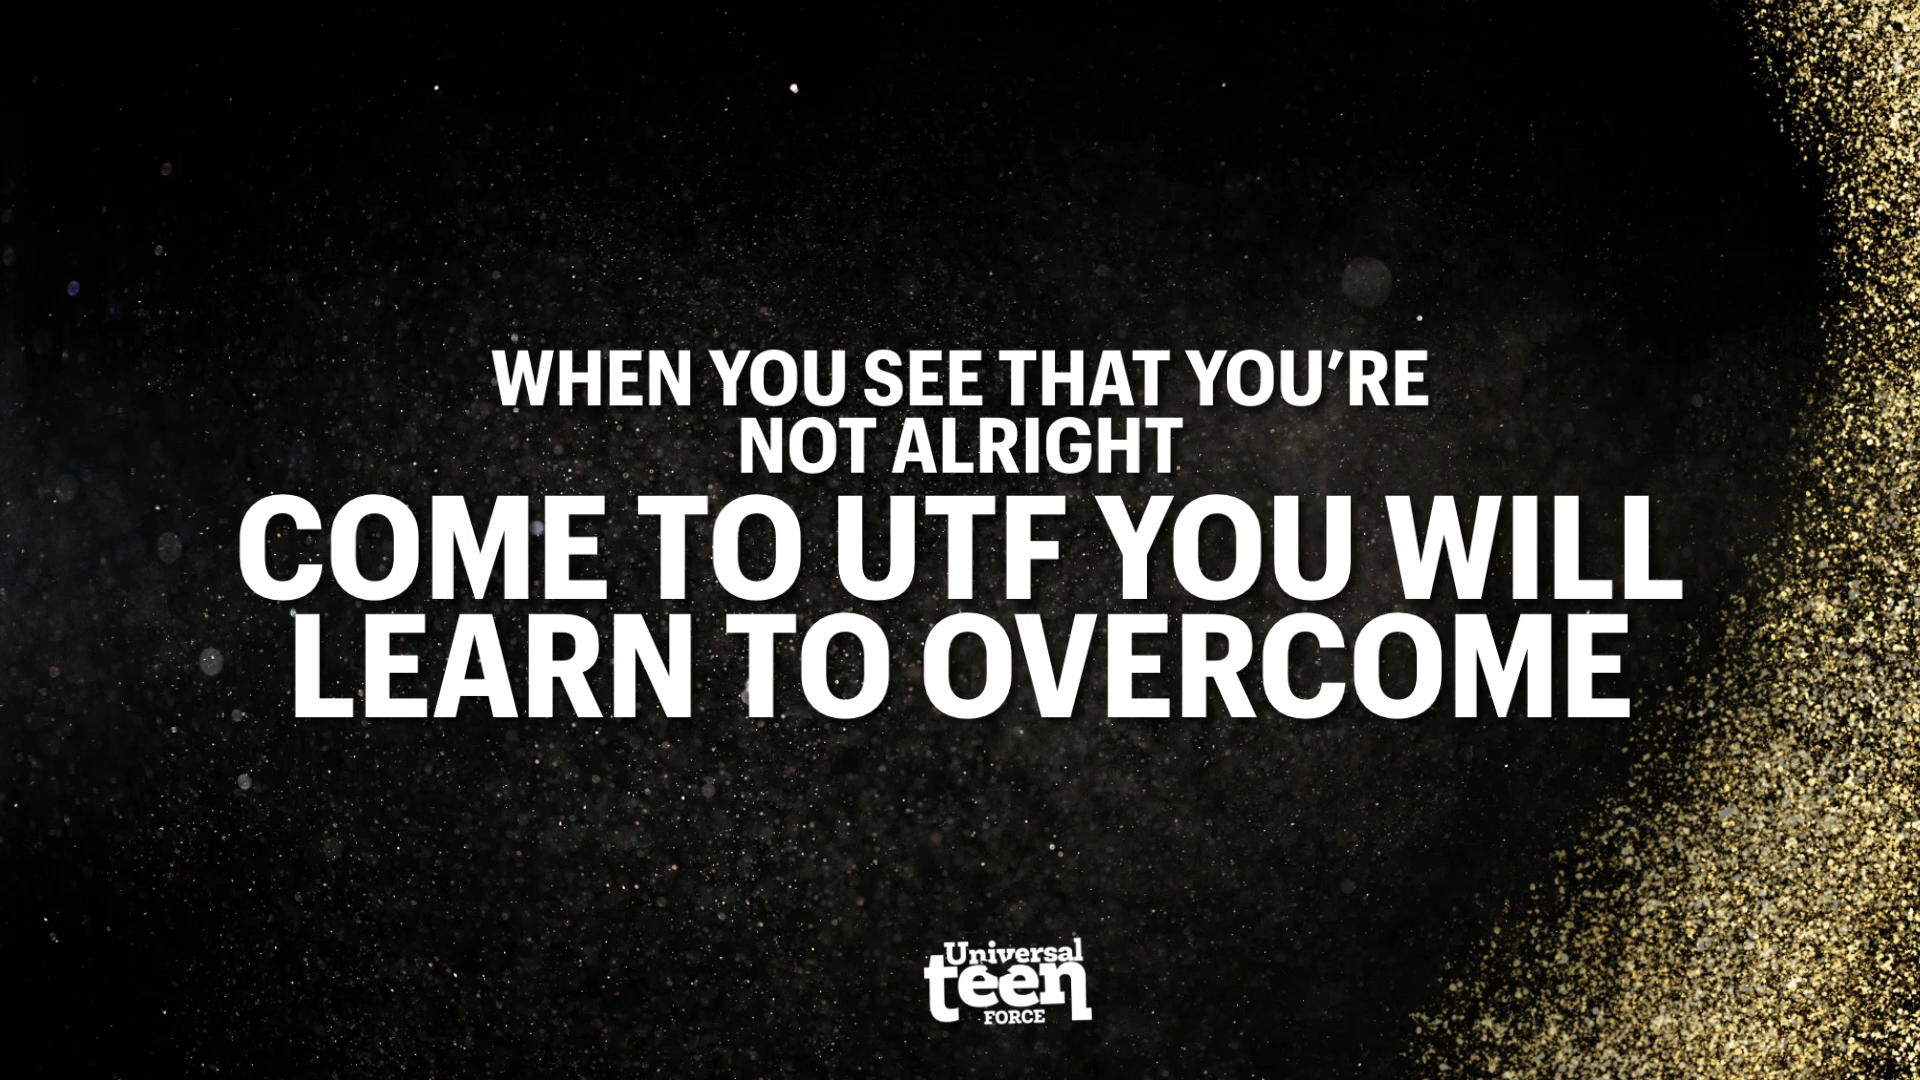 WHEN YOU SEE THAT YOU’RE
NOT ALRIGHT
COME TO UTF YOU WILL
LEARN TO OVERCOME
Universal
teen
FORCE